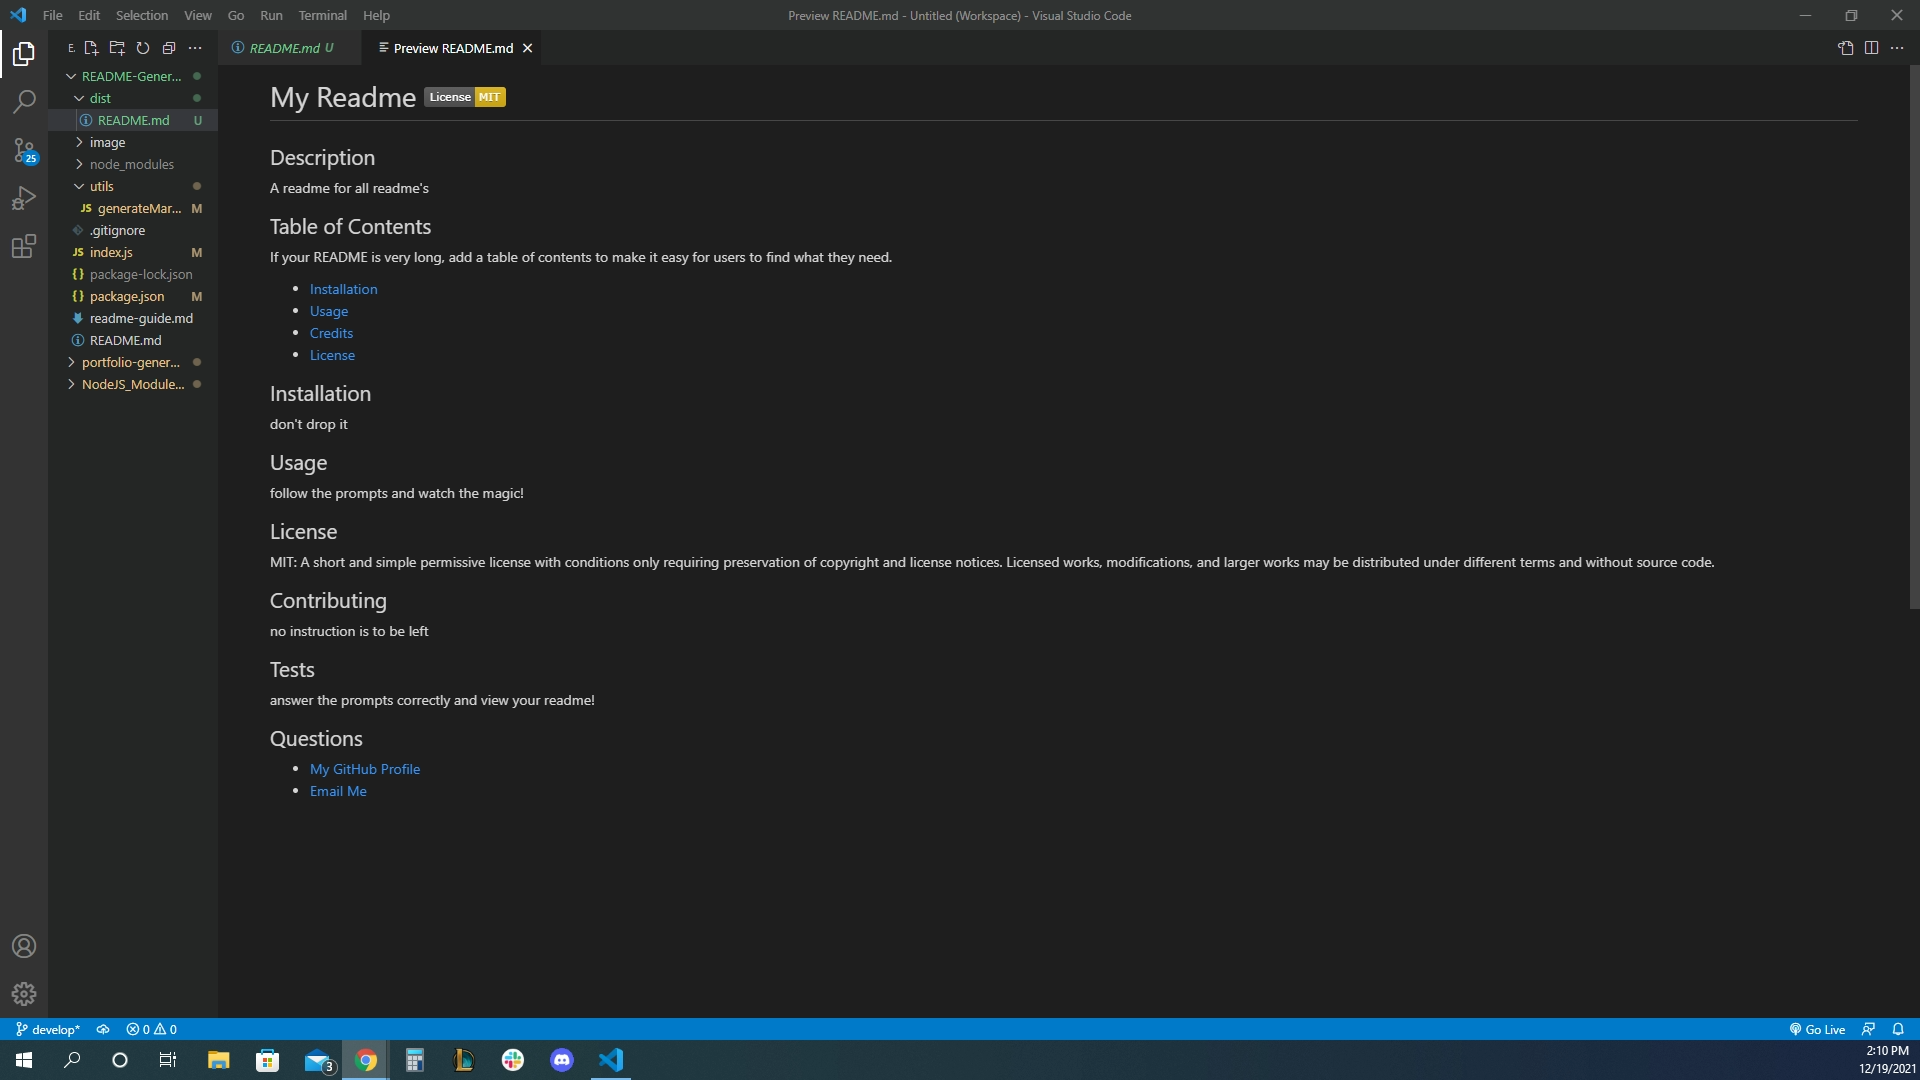 File Edit Selection View Go Run Terminal Help
Preview README.md - Untitled (Workspace) - Visual Studio Code
E.
README.md U
Preview README.md
README-Gener...
dist
README.md U
image
node_modules
utils
JS generateMar... M
.gitignore
JS index.js M
{} package-lock.json
{} package.json M
readme-guide.md
README.md
portfolio-gener...
NodeJS_Module...
25
My Readme License MIT
Description
A readme for all readme's
Table of Contents
If your README is very long, add a table of contents to make it easy for users to find what they need.
• Installation
• Usage
• Credits
• License
Installation
don't drop it
Usage
follow the prompts and watch the magic!
License
MIT: A short and simple permissive license with conditions only requiring preservation of copyright and license notices. Licensed works, modifications, and larger works may be distributed under different terms and without source code.
Contributing
no instruction is to be left
Tests
answer the prompts correctly and view your readme!
Questions
• My GitHub Profile
• Email Me
develop* 0 0
Go Live
3
2:10 PM
12/19/2021